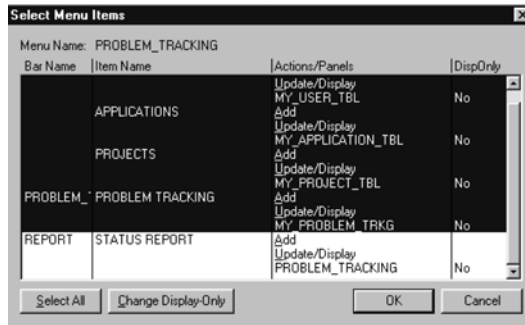 Select Menu Items
Menu Name: PROBLEM_TRACKING
Bar Name Item Name Actions/Panels DispOnly
Update/Display
MY_USER_TBL No
APPLICATIONS Add
Update/Display
MY_APPLICATION_TBL No
PROJECTS Add
Update/Display
MY_PROJECT_TBL No
PROBLEM_ PROBLEM TRACKING Add
Update/Display
MY_PROBLEM_TRKG No
REPORT STATUS REPORT Add
Update/Display
PROBLEM_TRACKING No
Select All Change Display-Only OK Cancel